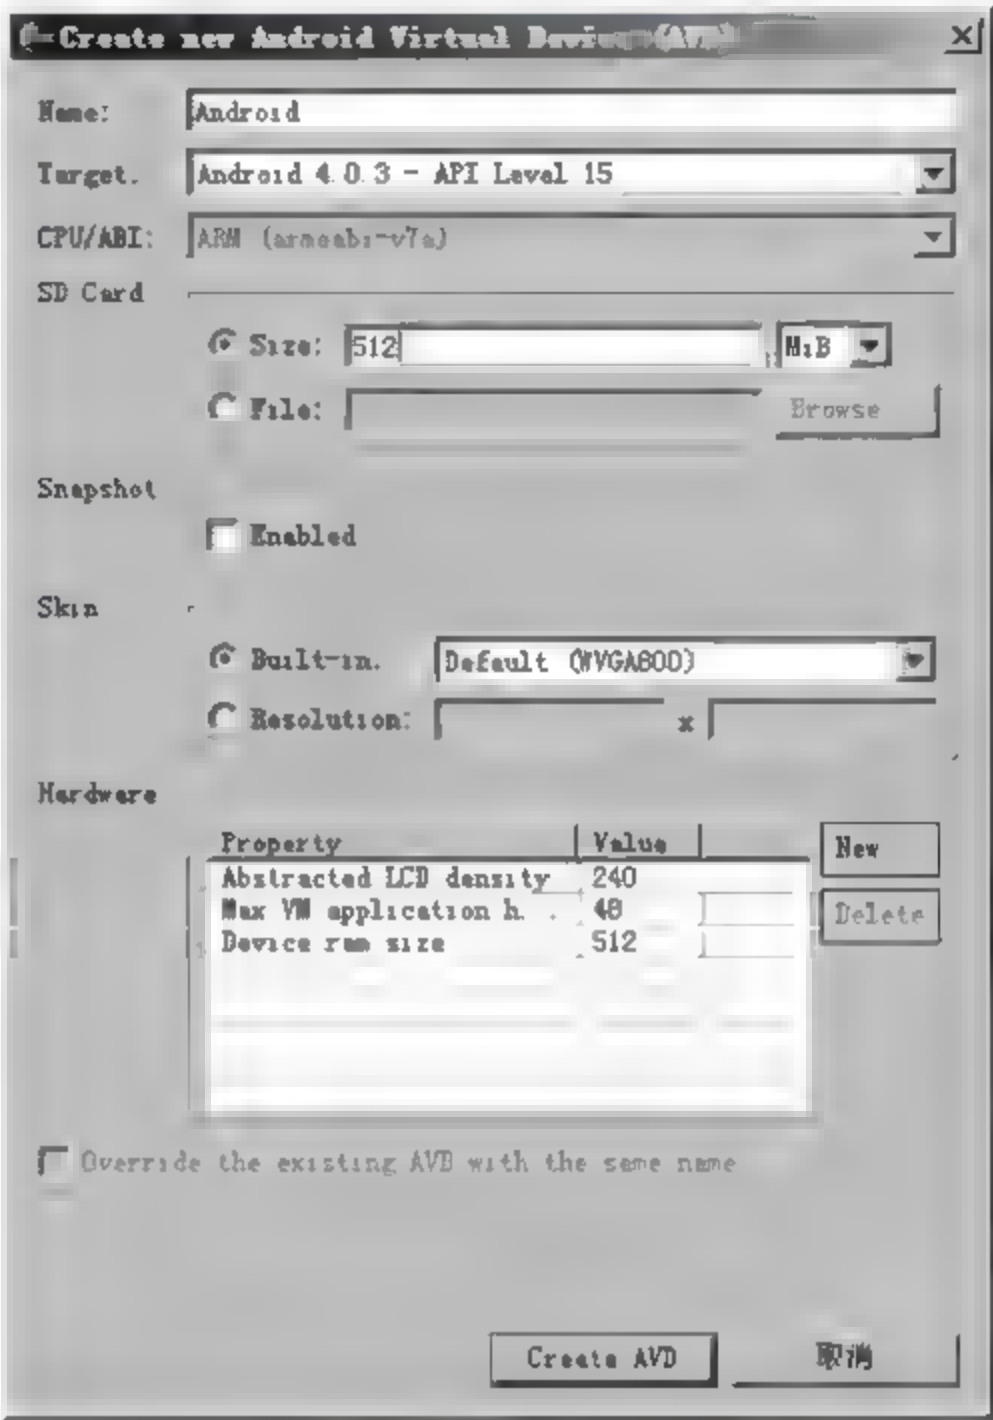 Create new Android Virtual Device (AVD)
Name: Android
Target: Android 4.0.3 - API Level 15
CPU/ABI: ARM (armeabi-v7a)
SD Card
Size: 512 MiB
File: Browse
Snapshot
Enabled
Skin
Built-in: Default (WVGA800)
Resolution: x
Hardware
Property Value New
Abstracted LCD density 240
Max VM application h... 48 Delete
Device ram size 512
Override the existing AVD with the same name
Create AVD 取消